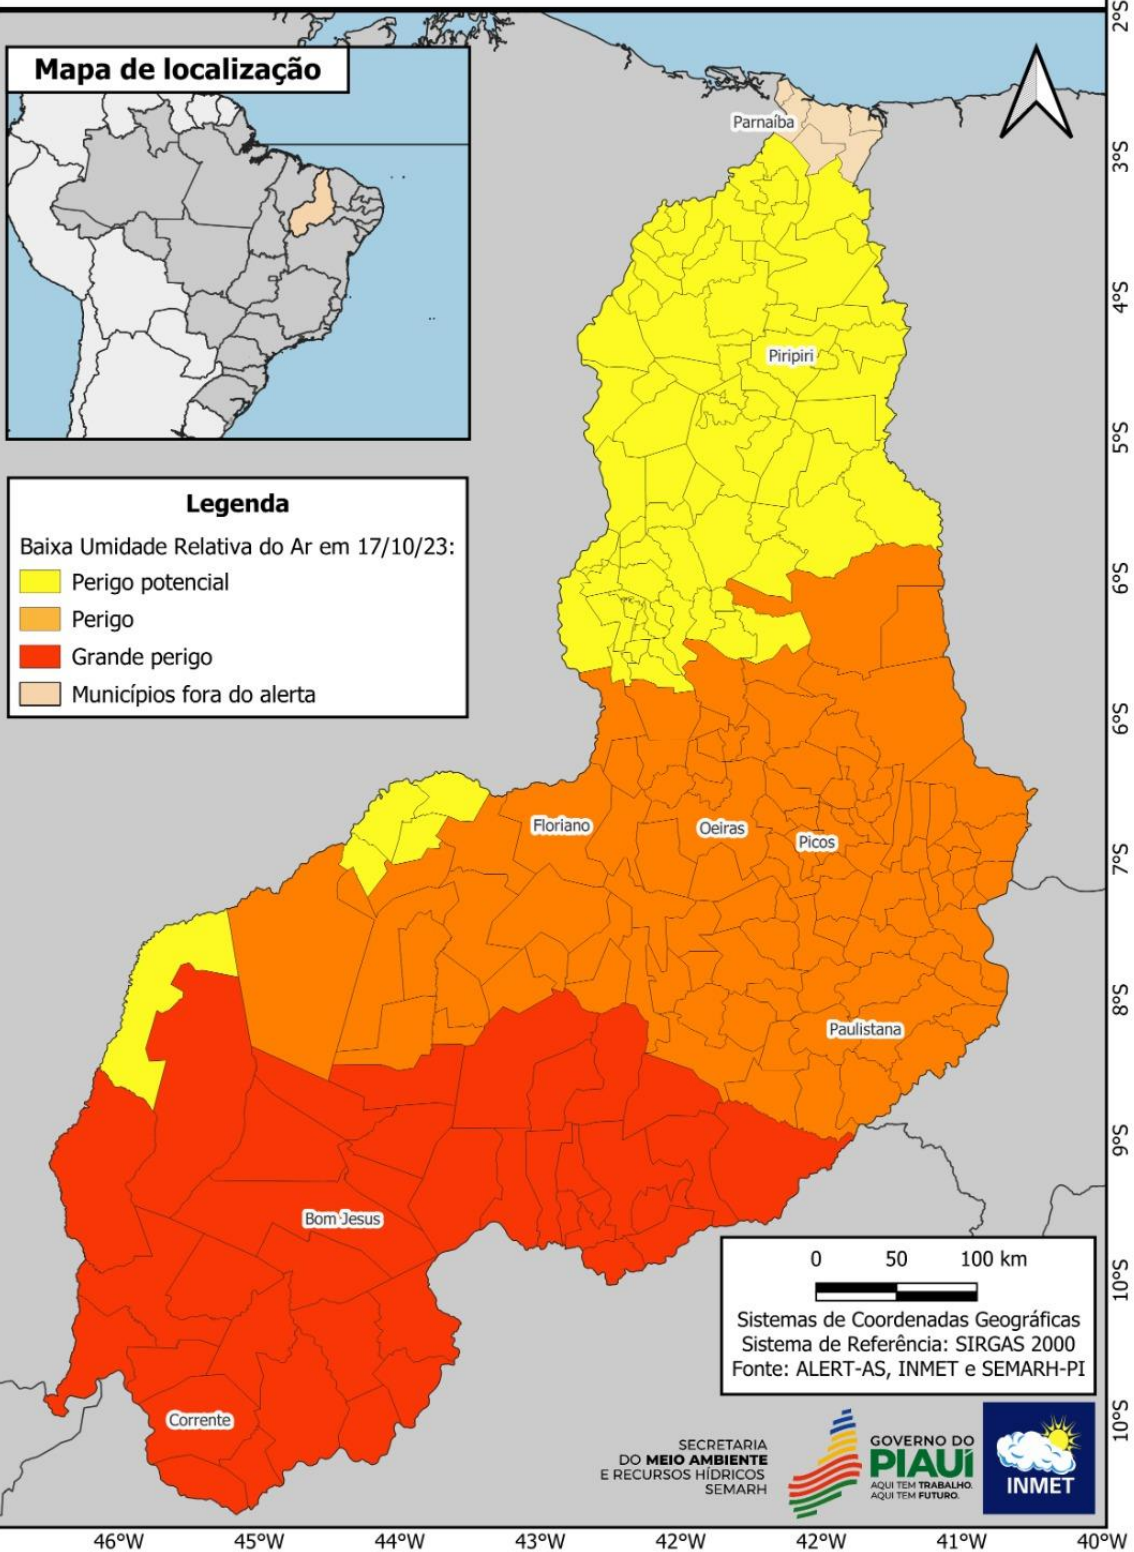 Mapa de localização
Legenda
Baixa Umidade Relativa do Ar em 17/10/23:
Perigo potencial
Perigo
Grande perigo
Municípios fora do alerta
Parnaíba
Piripiri
Floriano
Oeiras
Picos
Paulistana
Bom Jesus
Corrente
2°S
3°S
4°S
5°S
6°S
6°S
7°S
8°S
9°S
10°S
10°S
0 50 100 km
Sistemas de Coordenadas Geográficas
Sistema de Referência: SIRGAS 2000
Fonte: ALERT-AS, INMET e SEMARH-PI
SECRETARIA
DO MEIO AMBIENTE
E RECURSOS HÍDRICOS
SEMARH
GOVERNO DO
PIAUÍ
AQUI TEM TRABALHO.
AQUI TEM FUTURO.
INMET
46°W 45°W 44°W 43°W 42°W 42°W 41°W 40°W